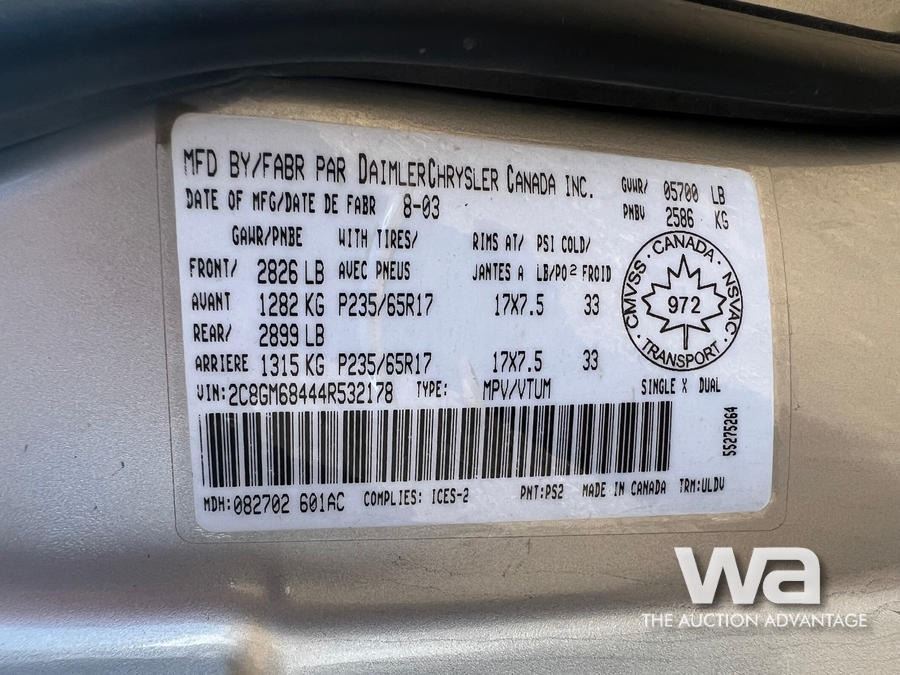 MFD BY/FABR PAR DAIMLERCHRYSLER CANADA INC. GVWR/ 05700 LB
DATE OF MFG/DATE DE FABR 8-03 PNBV 2586 KG
GAWR/PNBE WITH TIRES/ RIMS AT/ PSI COLD/
FRONT/ 2826 LB AVEC PNEUS JANTES A LB/PO² FROID
AVANT 1282 KG P235/65R17 17X7.5 33
REAR/ 2899 LB
ARRIERE 1315 KG P235/65R17 17X7.5 33
CMVSS · CANADA · NSVAC · TRANSPORT ·
972
VIN: 2C8GM68444R532178 TYPE: MPV/VTUM SINGLE X DUAL
55275264
MDH: 082702 601AC COMPLIES: ICES-2 PNT: PS2 MADE IN CANADA TRM: ULDV
wa
THE AUCTION ADVANTAGE